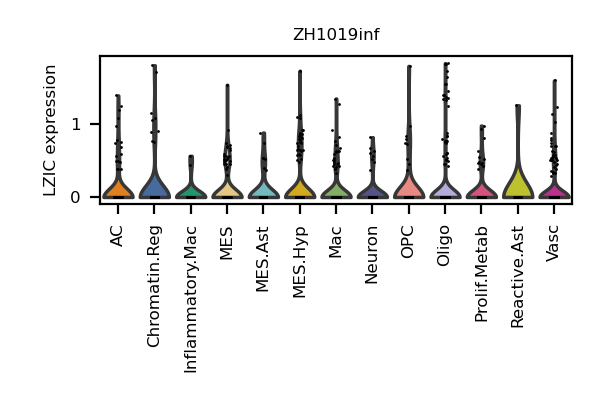 ZH1019inf
LZIC expression
1
0
AC
Chromatin.Reg
Inflammatory.Mac
MES
MES.Ast
MES.Hyp
Mac
Neuron
OPC
Oligo
Prolif.Metab
Reactive.Ast
Vasc